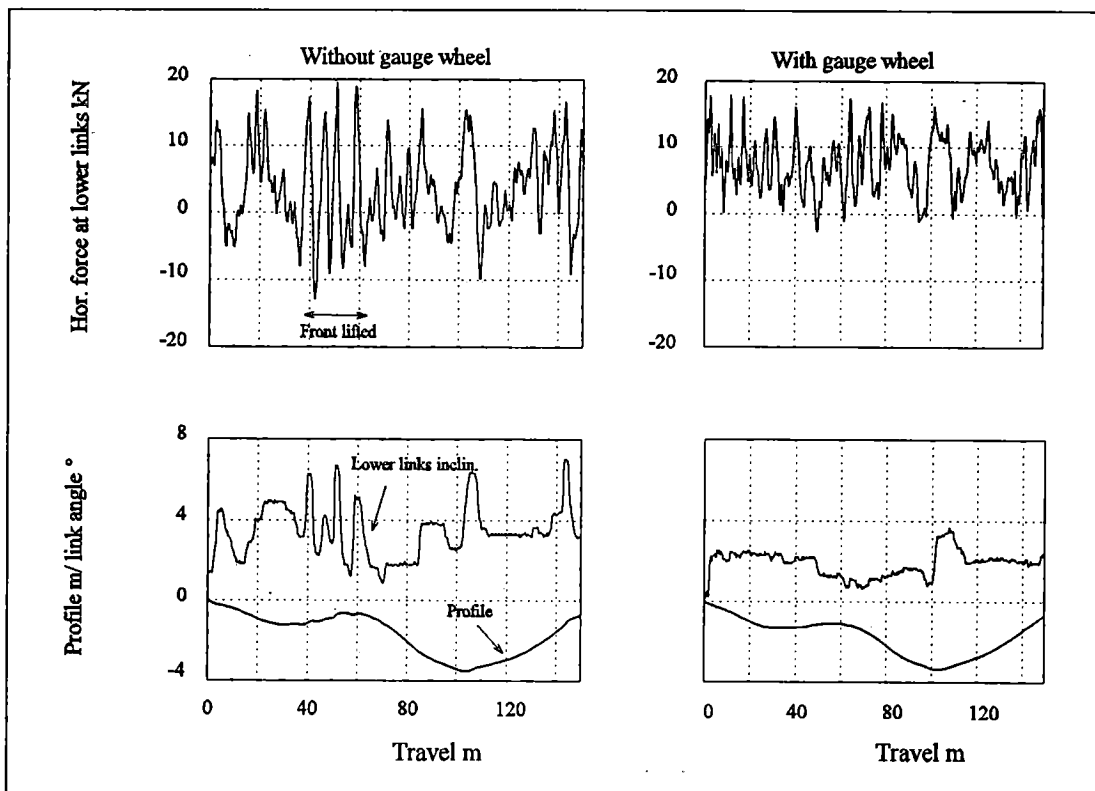 Without gauge wheel
With gauge wheel
Hor. force at lower links kN
20
10
0
-10
-20
Front lifted
20
10
0
-10
-20
Profile m/ link angle °
8
4
0
-4
Lower links inclin.
Profile
0
40
80
120
Travel m
0
40
80
120
Travel m